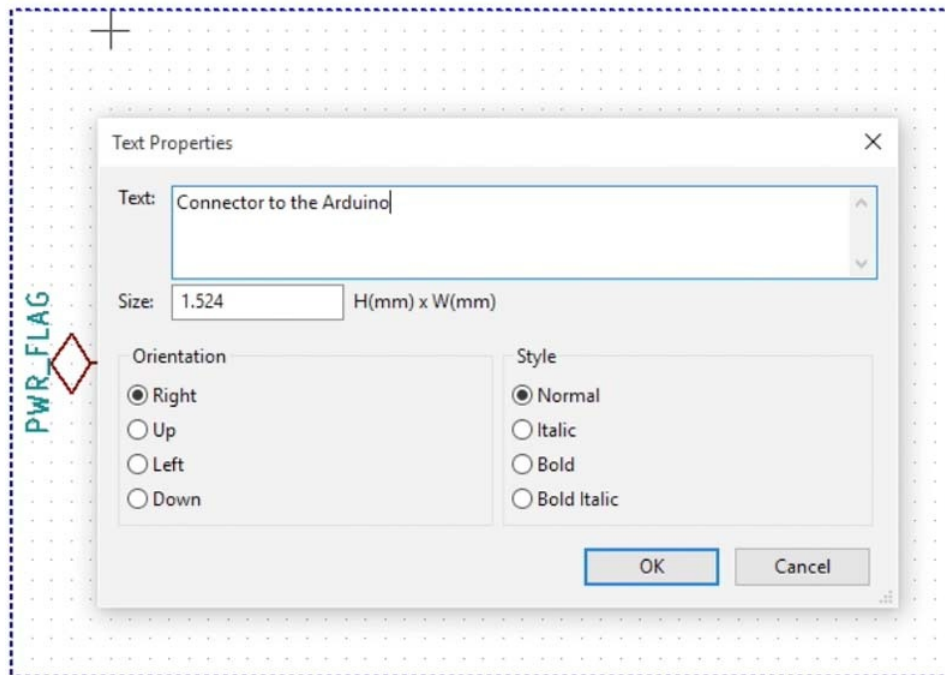 Text Properties
Text: Connector to the Arduino
Size: 1.524 H(mm) x W(mm)
PWR_FLAG
Orientation
Right
Up
Left
Down
Style
Normal
Italic
Bold
Bold Italic
OK Cancel